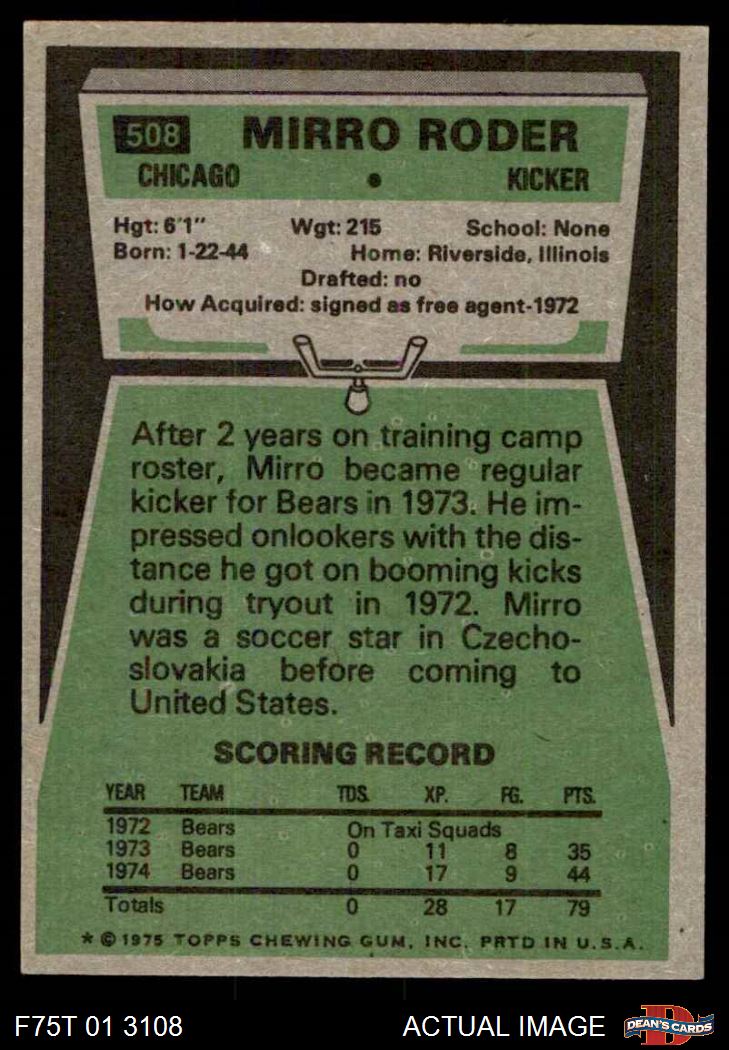 508 MIRRO RODER
CHICAGO • KICKER
Hgt: 6'1" Wgt: 215 School: None
Born: 1-22-44 Home: Riverside, Illinois
Drafted: no
How Acquired: signed as free agent-1972
After 2 years on training camp
roster, Mirro became regular
kicker for Bears in 1973. He im-
pressed onlookers with the dis-
tance he got on booming kicks
during tryout in 1972. Mirro
was a soccer star in Czecho-
slovakia before coming to
United States.
SCORING RECORD
YEAR TEAM TDS. XP. FG. PTS.
1972 Bears On Taxi Squads
1973 Bears 0 11 8 35
1974 Bears 0 17 9 44
Totals 0 28 17 79
* © 1975 TOPPS CHEWING GUM, INC. PRTD IN U.S.A.
F75T 01 3108 ACTUAL IMAGE D DEAN'S CARDS